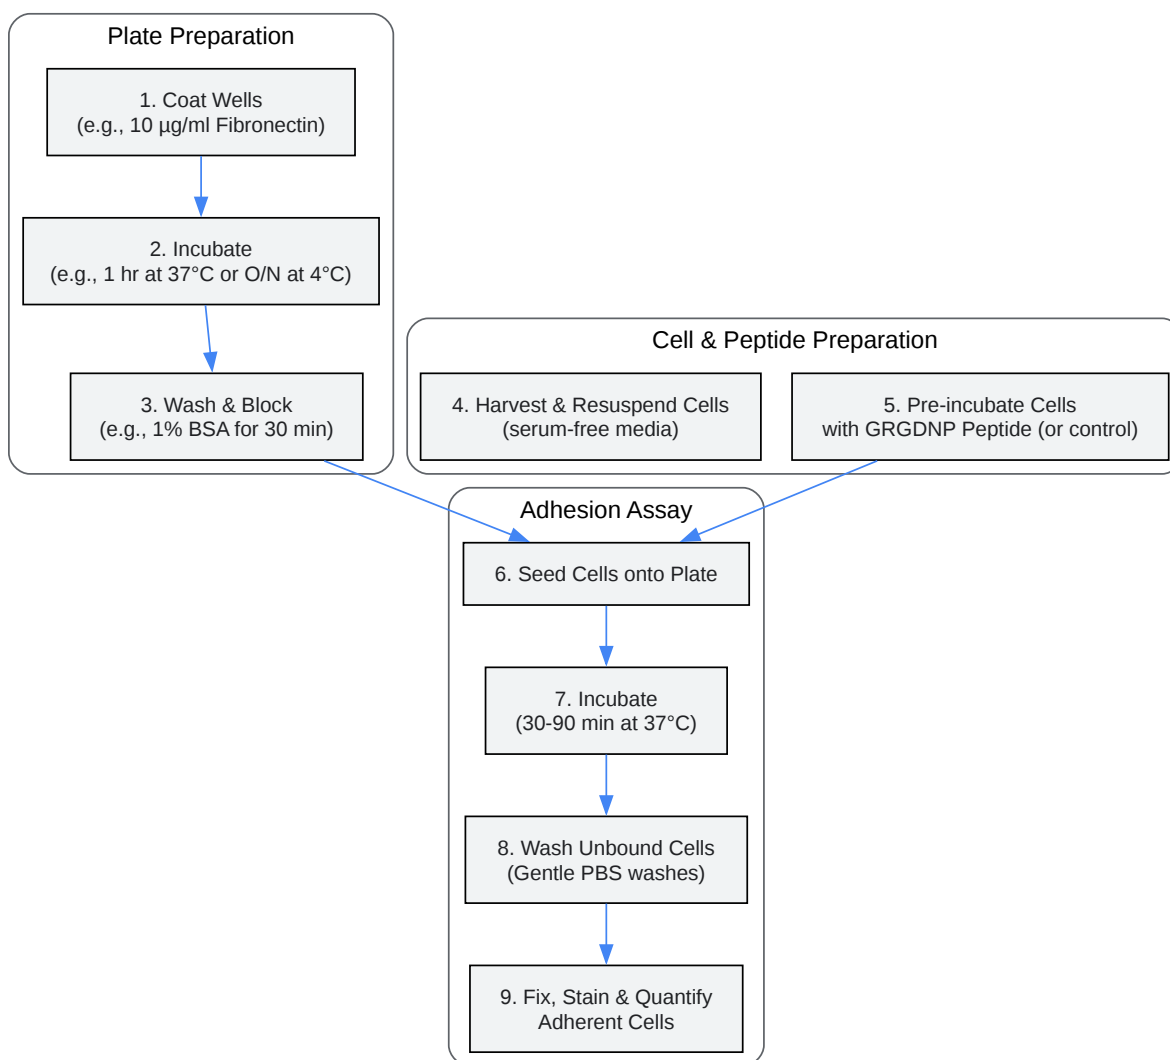 Plate Preparation
1. Coat Wells
(e.g., 10 µg/ml Fibronectin)
2. Incubate
(e.g., 1 hr at 37°C or O/N at 4°C)
3. Wash & Block
(e.g., 1% BSA for 30 min)
Cell & Peptide Preparation
4. Harvest & Resuspend Cells
(serum-free media)
5. Pre-incubate Cells
with GRGDNP Peptide (or control)
Adhesion Assay
6. Seed Cells onto Plate
7. Incubate
(30-90 min at 37°C)
8. Wash Unbound Cells
(Gentle PBS washes)
9. Fix, Stain & Quantify
Adherent Cells